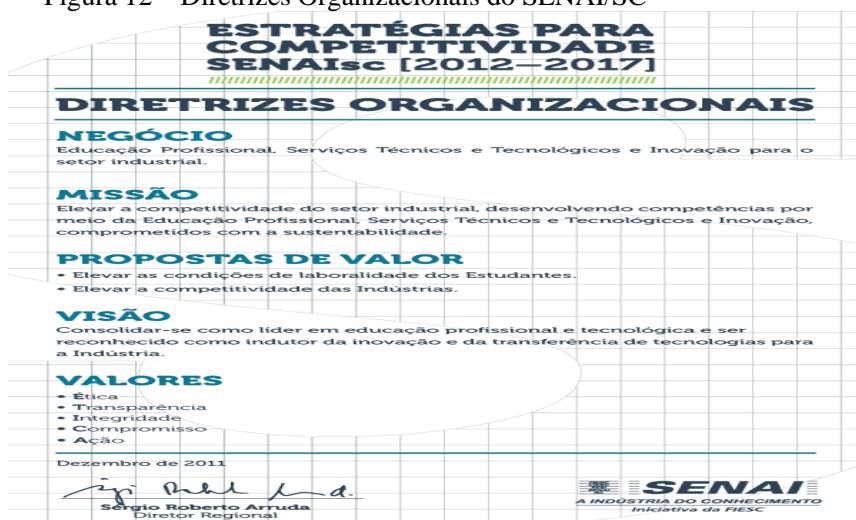 Figura 12 – Diretrizes Organizacionais do SENAI/SC
ESTRATÉGIAS PARA
COMPETITIVIDADE
SENAIsc [2012–2017]
DIRETRIZES ORGANIZACIONAIS
NEGÓCIO
Educação Profissional, Serviços Técnicos e Tecnológicos e Inovação para o
setor industrial.
MISSÃO
Elevar a competitividade do setor industrial, desenvolvendo competências por
meio da Educação Profissional, Serviços Técnicos e Tecnológicos e Inovação,
comprometidos com a sustentabilidade.
PROPOSTAS DE VALOR
• Elevar as condições de laboralidade dos Estudantes.
• Elevar a competitividade das Indústrias.
VISÃO
Consolidar-se como líder em educação profissional e tecnológica e ser
reconhecido como indutor da inovação e da transferência de tecnologias para
a Indústria.
VALORES
• Ética
• Transparência
• Integridade
• Compromisso
• Ação
Dezembro de 2011
Sérgio Roberto Arruda
Diretor Regional
SENAI
A INDÚSTRIA DO CONHECIMENTO
Iniciativa da FIESC